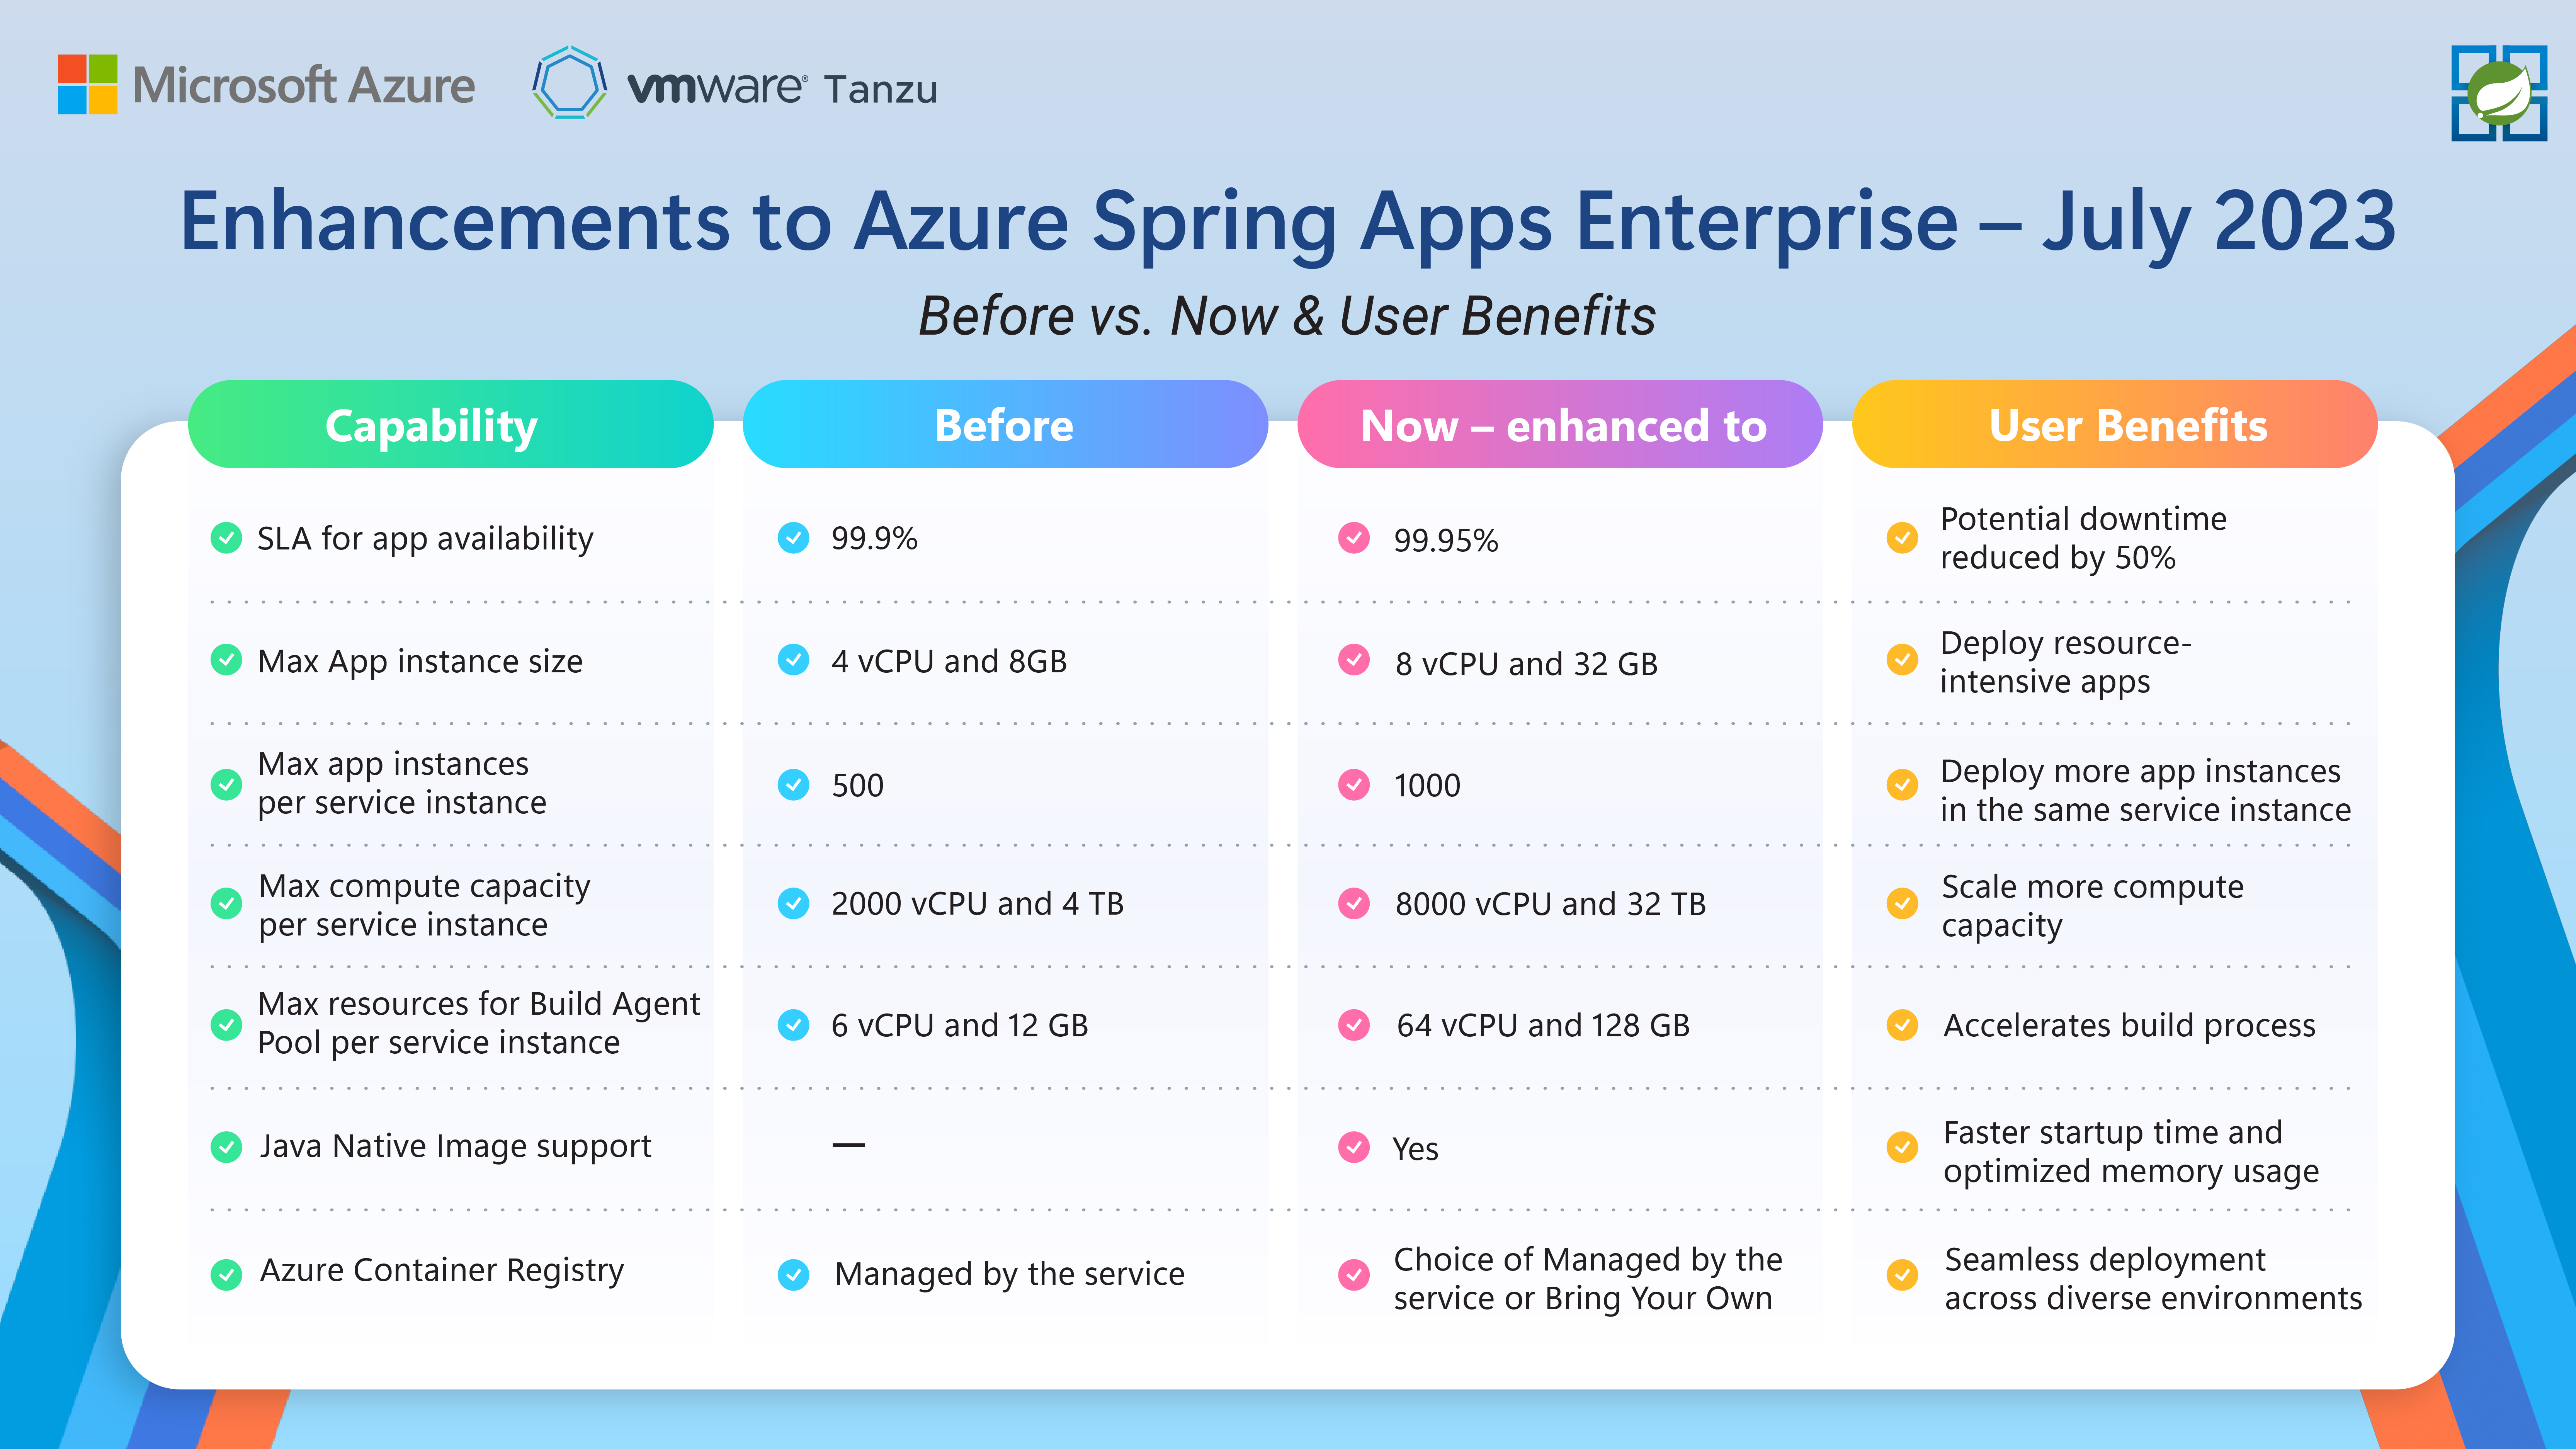 Microsoft Azure
vmware® Tanzu
Enhancements to Azure Spring Apps Enterprise – July 2023
Before vs. Now & User Benefits
Capability
Before
Now – enhanced to
User Benefits
SLA for app availability
99.9%
99.95%
Potential downtime
reduced by 50%
Max App instance size
4 vCPU and 8GB
8 vCPU and 32 GB
Deploy resource-
intensive apps
Max app instances
per service instance
500
1000
Deploy more app instances
in the same service instance
Max compute capacity
per service instance
2000 vCPU and 4 TB
8000 vCPU and 32 TB
Scale more compute
capacity
Max resources for Build Agent
Pool per service instance
6 vCPU and 12 GB
64 vCPU and 128 GB
Accelerates build process
Java Native Image support
—
Yes
Faster startup time and
optimized memory usage
Azure Container Registry
Managed by the service
Choice of Managed by the
service or Bring Your Own
Seamless deployment
across diverse environments